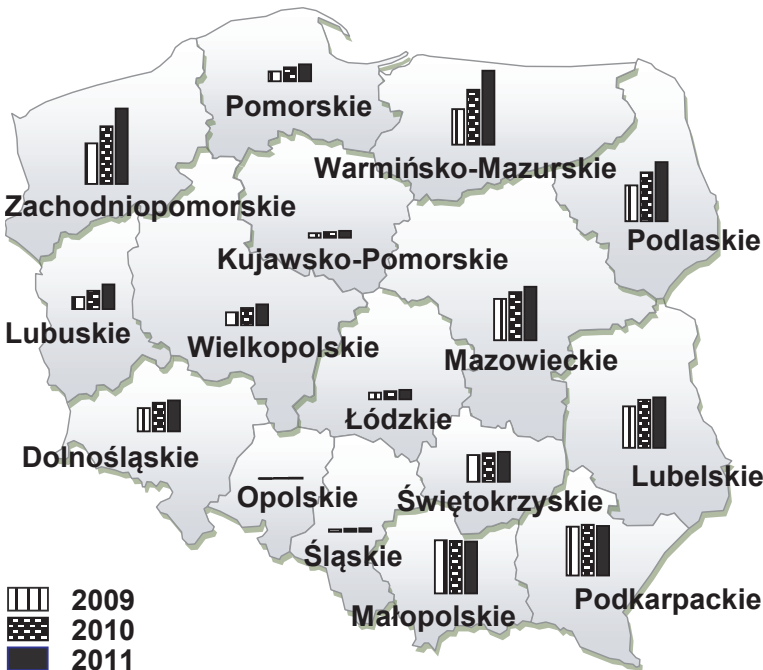 Pomorskie
Warmińsko-Mazurskie
Zachodniopomorskie
Podlaskie
Kujawsko-Pomorskie
Lubuskie
Wielkopolskie
Mazowieckie
Łódzkie
Dolnośląskie
Lubelskie
Opolskie
Świętokrzyskie
Śląskie
Małopolskie
Podkarpackie
2009
2010
2011